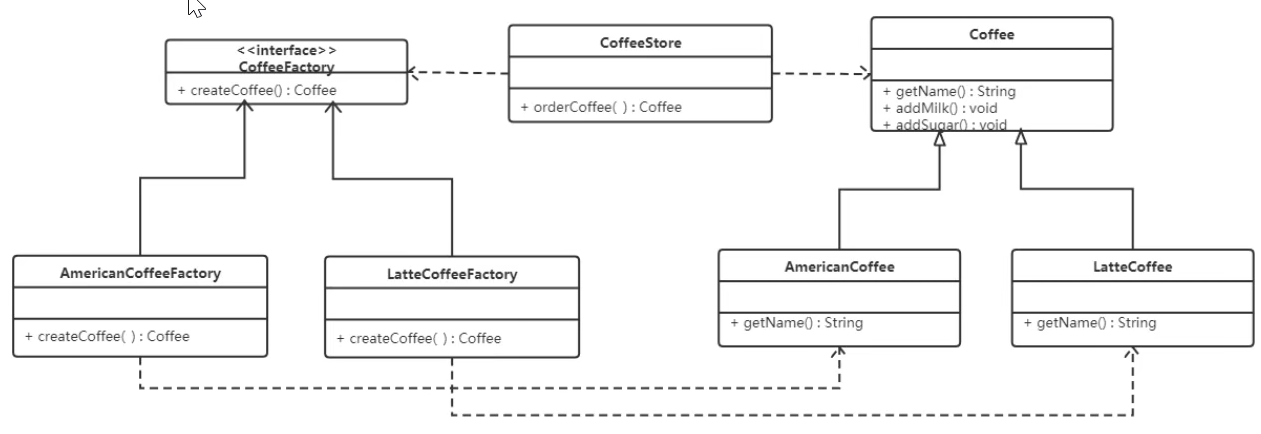 <<interface>>
CoffeeFactory
+ createCoffee() : Coffee
CoffeeStore
+ orderCoffee( ) : Coffee
Coffee
+ getName() : String
+ addMilk() : void
+ addSugar() : void
AmericanCoffeeFactory
+ createCoffee( ) : Coffee
LatteCoffeeFactory
+ createCoffee( ) : Coffee
AmericanCoffee
+ getName() : String
LatteCoffee
+ getName() : String